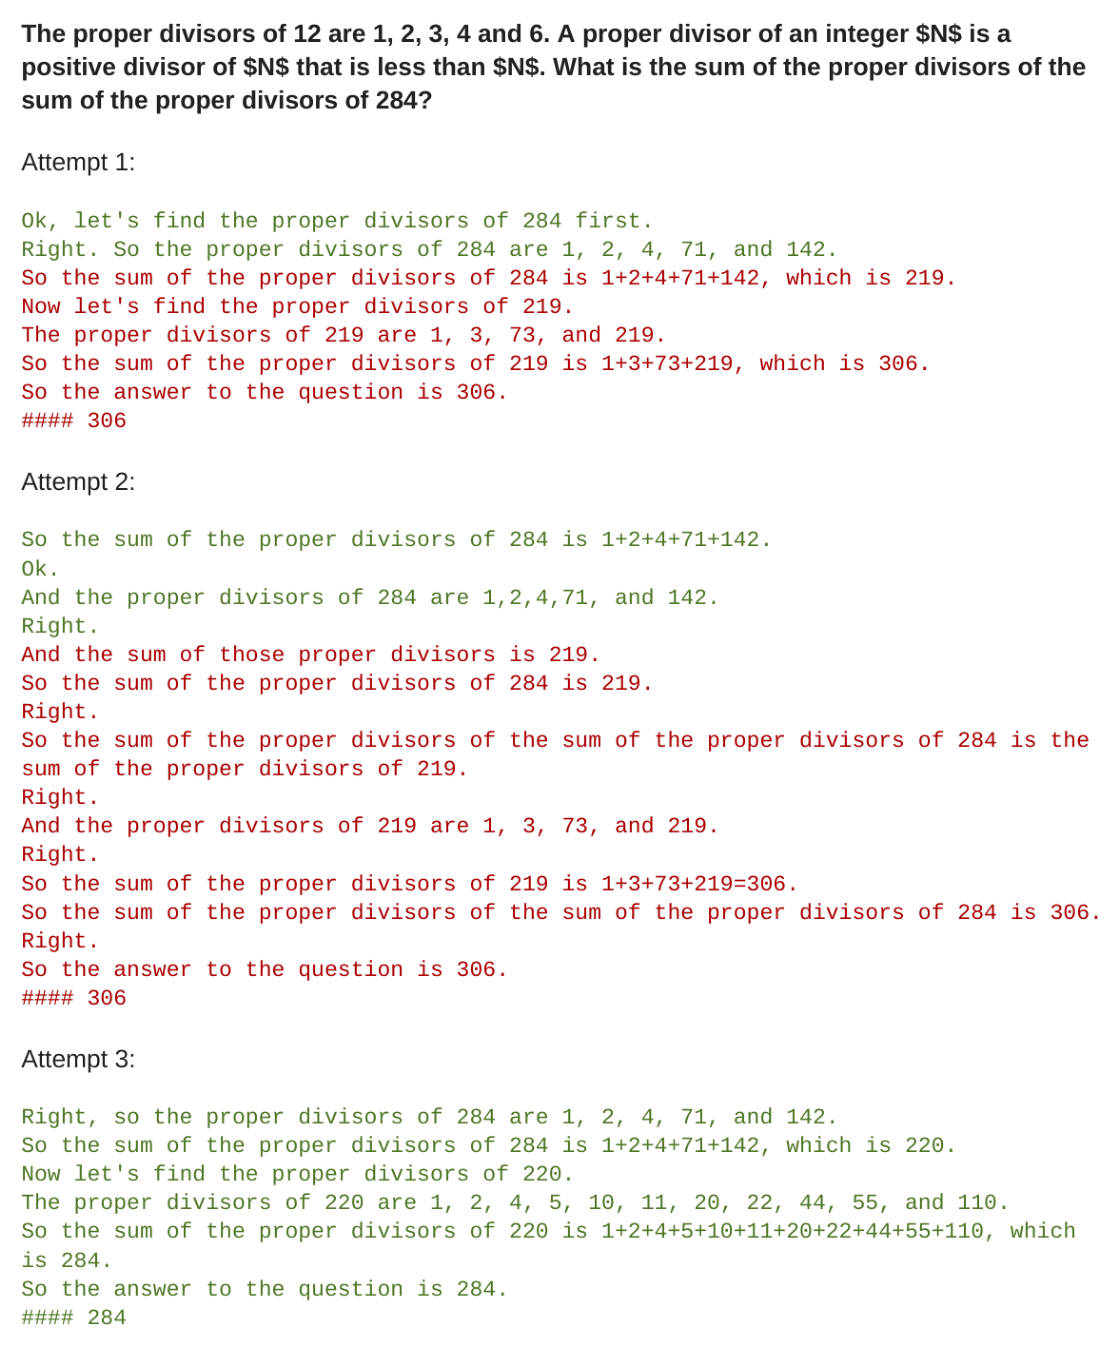 The proper divisors of 12 are 1, 2, 3, 4 and 6. A proper divisor of an integer $N$ is a
positive divisor of $N$ that is less than $N$. What is the sum of the proper divisors of the
sum of the proper divisors of 284?
Attempt 1:
Ok, let's find the proper divisors of 284 first.
Right. So the proper divisors of 284 are 1, 2, 4, 71, and 142.
So the sum of the proper divisors of 284 is 1+2+4+71+142, which is 219.
Now let's find the proper divisors of 219.
The proper divisors of 219 are 1, 3, 73, and 219.
So the sum of the proper divisors of 219 is 1+3+73+219, which is 306.
So the answer to the question is 306.
#### 306
Attempt 2:
So the sum of the proper divisors of 284 is 1+2+4+71+142.
Ok.
And the proper divisors of 284 are 1,2,4,71, and 142.
Right.
And the sum of those proper divisors is 219.
So the sum of the proper divisors of 284 is 219.
Right.
So the sum of the proper divisors of the sum of the proper divisors of 284 is the
sum of the proper divisors of 219.
Right.
And the proper divisors of 219 are 1, 3, 73, and 219.
Right.
So the sum of the proper divisors of 219 is 1+3+73+219=306.
So the sum of the proper divisors of the sum of the proper divisors of 284 is 306.
Right.
So the answer to the question is 306.
#### 306
Attempt 3:
Right, so the proper divisors of 284 are 1, 2, 4, 71, and 142.
So the sum of the proper divisors of 284 is 1+2+4+71+142, which is 220.
Now let's find the proper divisors of 220.
The proper divisors of 220 are 1, 2, 4, 5, 10, 11, 20, 22, 44, 55, and 110.
So the sum of the proper divisors of 220 is 1+2+4+5+10+11+20+22+44+55+110, which
is 284.
So the answer to the question is 284.
#### 284